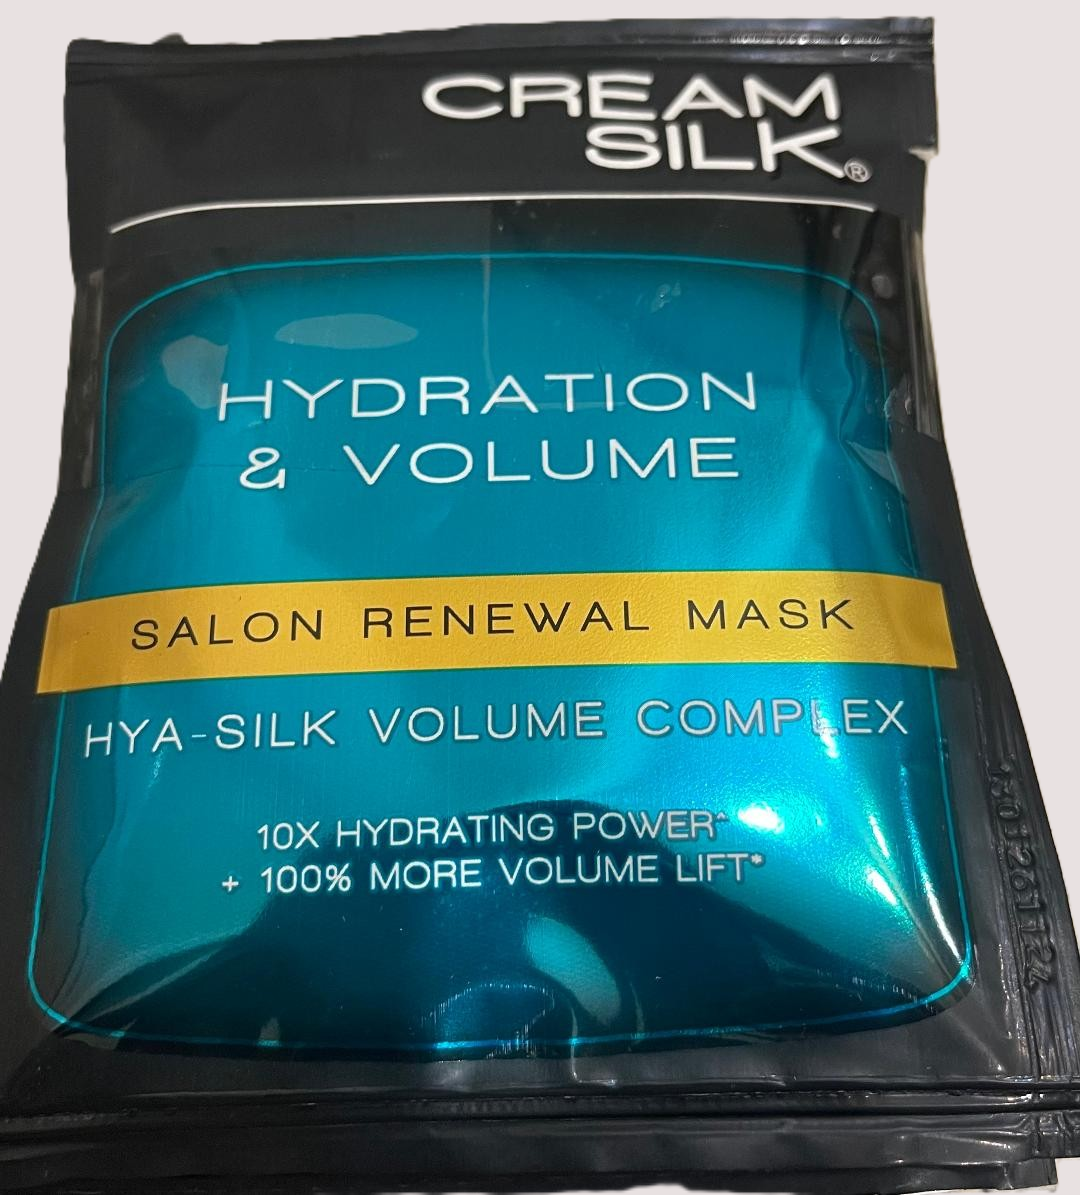 CREAM
SILK®
HYDRATION
& VOLUME
SALON RENEWAL MASK
HYA-SILK VOLUME COMPLEX
10X HYDRATING POWER^
+ 100% MORE VOLUME LIFT*